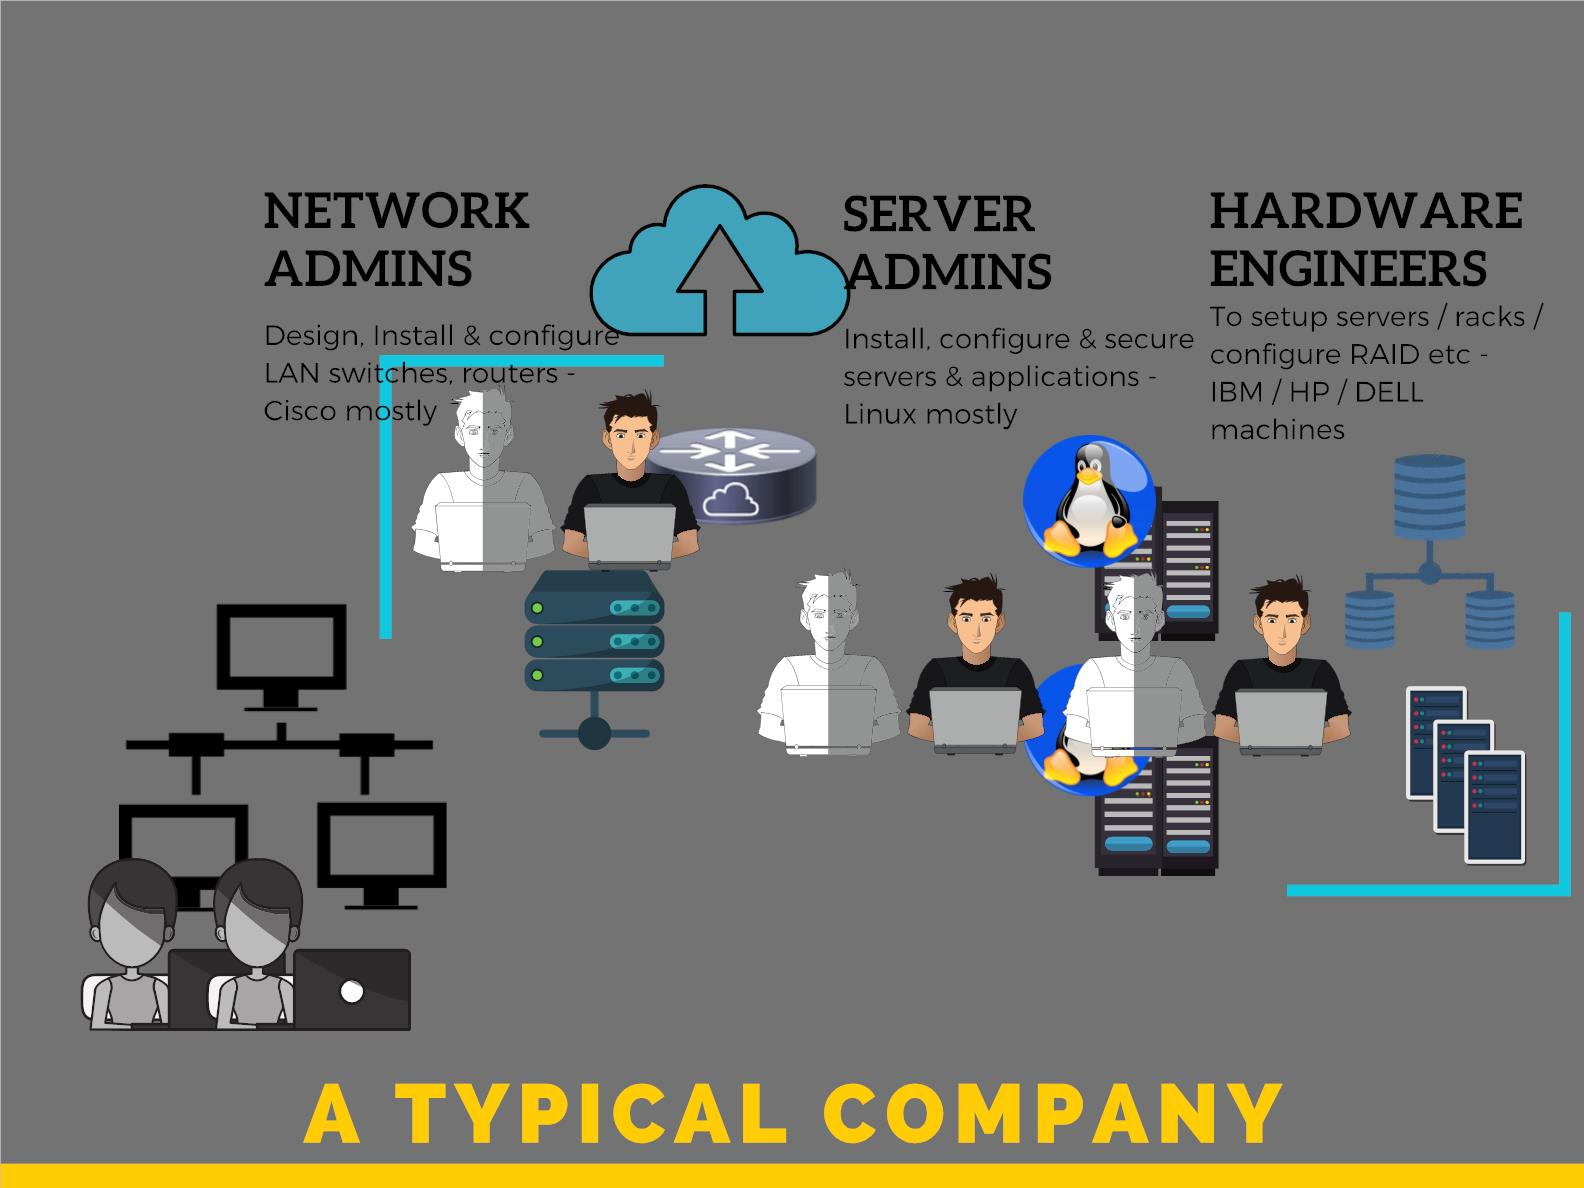 NETWORK
ADMINS
Design, Install & configure
LAN switches, routers -
Cisco mostly
SERVER
ADMINS
Install, configure & secure
servers & applications -
Linux mostly
HARDWARE
ENGINEERS
To setup servers / racks /
configure RAID etc -
IBM / HP / DELL
machines
A TYPICAL COMPANY